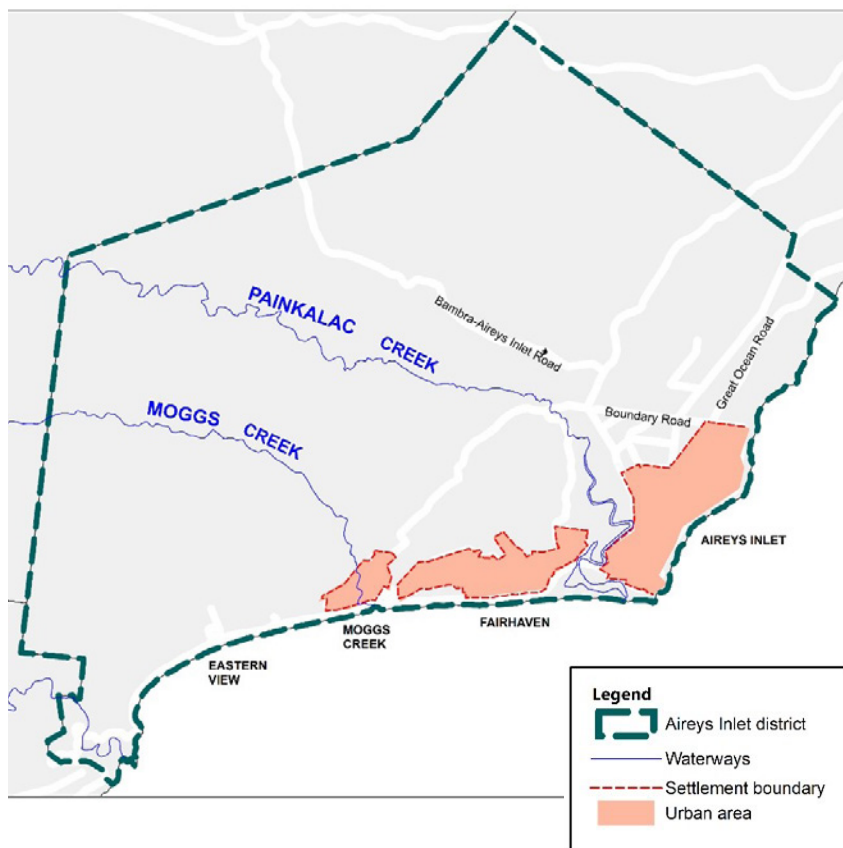 PAINKALAC CREEK
Bambra-Aireys Inlet Road
Great Ocean Road
MOGGS CREEK
Boundary Road
AIREYS INLET
MOGGS
CREEK
FAIRHAVEN
EASTERN
VIEW
Legend
Aireys Inlet district
Waterways
Settlement boundary
Urban area